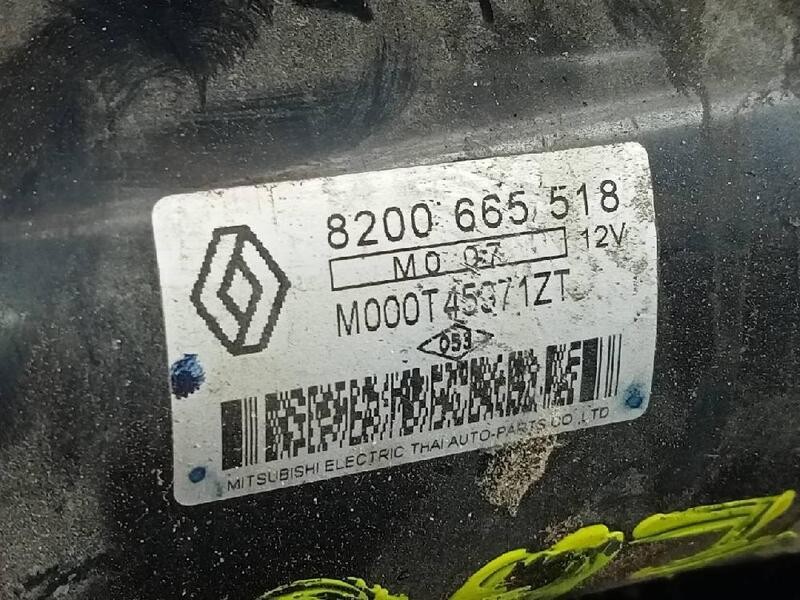 8200 665 518
M0 07 12V
M000T45371ZT
053
MITSUBISHI ELECTRIC THAI AUTO-PARTS CO.,LTD